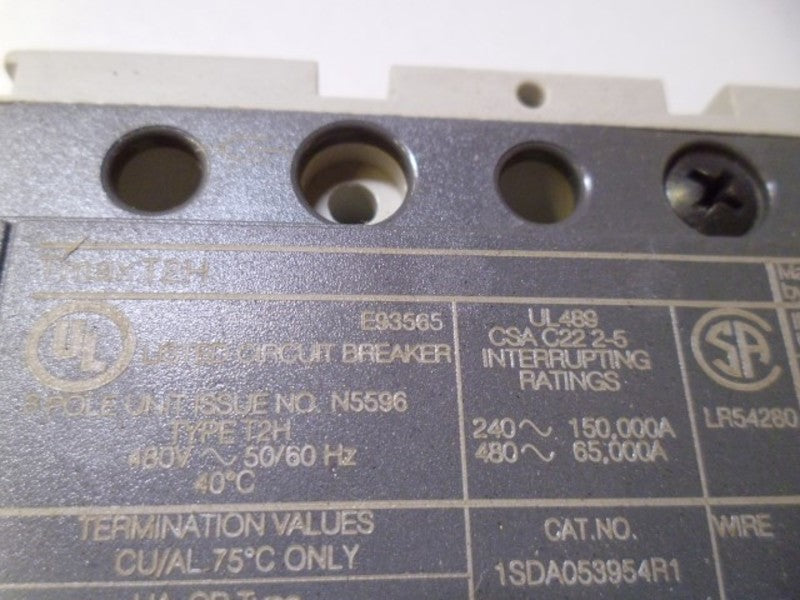 Tmax T2H
UL
E93565
LISTED CIRCUIT BREAKER
POLE UNIT ISSUE NO. N5596
TYPE T2H
480V ~ 50/60 Hz
40°C
UL489
CSA C22 2-5
INTERRUPTING
RATINGS
240~ 150,000A
480~ 65,000A
SA
LR54280
TERMINATION VALUES
CU/AL 75°C ONLY
CAT.NO.
1SDA053954R1
WIRE